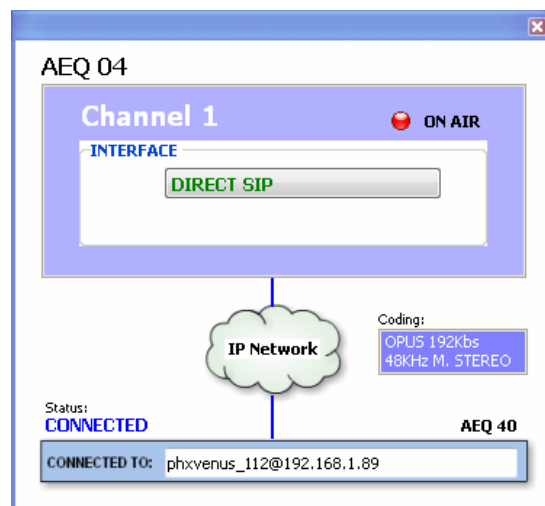 AEQ 04
Channel 1
ON AIR
INTERFACE
DIRECT SIP
IP Network
Coding:
OPUS 192Kbs
48KHz M. STEREO
Status:
CONNECTED
AEQ 40
CONNECTED TO: phxvenus_112@192.168.1.89